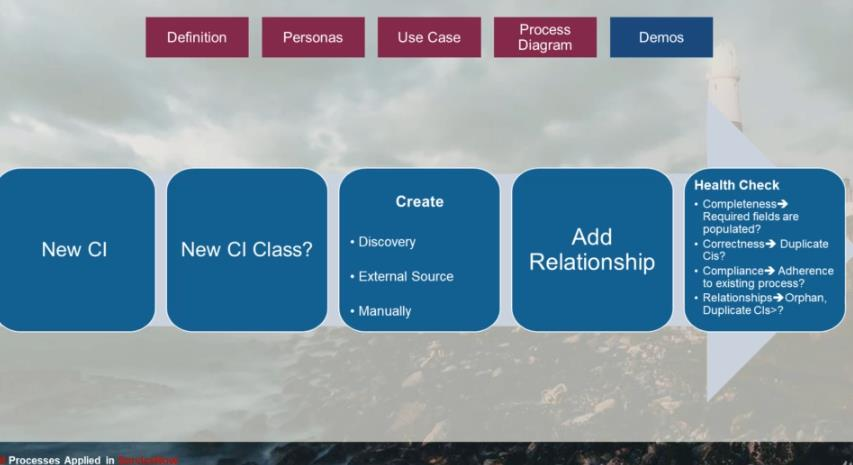 Definition
Personas
Use Case
Process
Diagram
Demos
New CI
New CI Class?
Create
• Discovery
• External Source
• Manually
Add
Relationship
Health Check
• Completeness➔
Required fields are
populated?
• Correctness➔ Duplicate
Cis?
• Compliance➔ Adherence
to existing process?
• Relationships➔Orphan,
Duplicate CIs>?
Processes Applied in ServiceNow